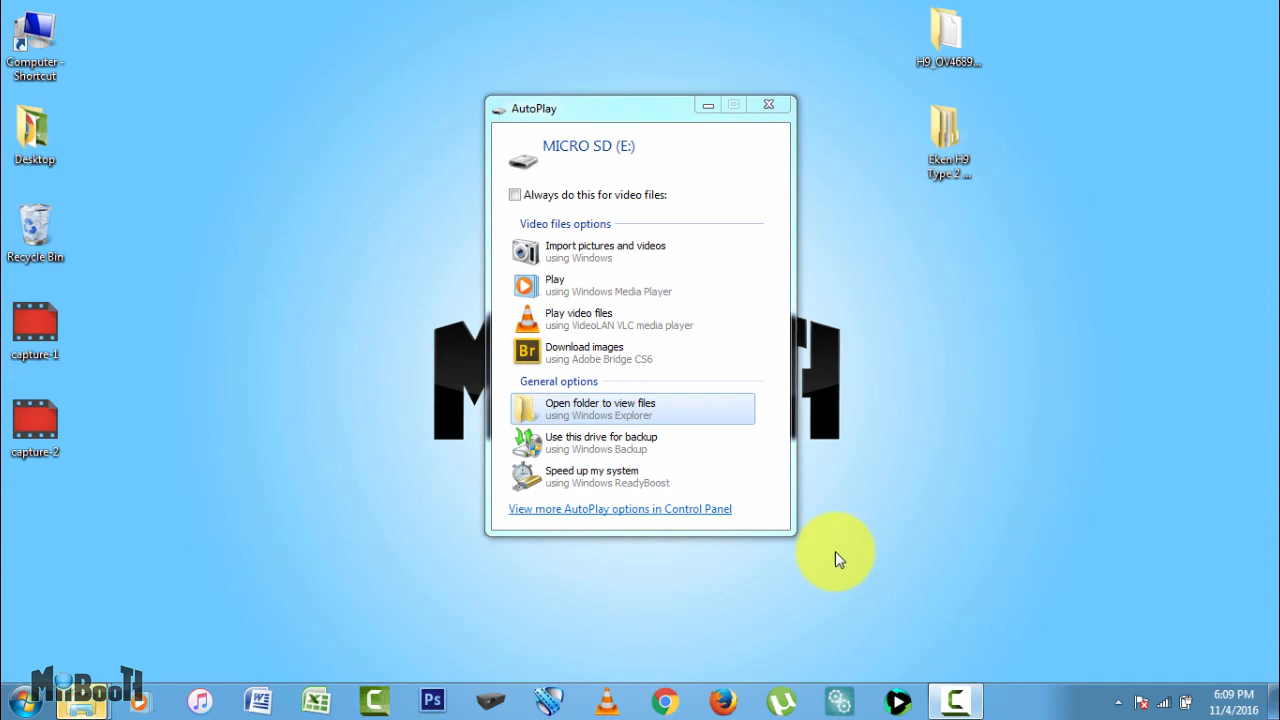 Computer -
Shortcut
Desktop
Recycle Bin
capture-1
capture-2
H9_OV4689...
Eken H9
Type 2 ...
AutoPlay
MICRO SD (E:)
Always do this for video files:
Video files options
Import pictures and videos
using Windows
Play
using Windows Media Player
Play video files
using VideoLAN VLC media player
Br
Download images
using Adobe Bridge CS6
General options
Open folder to view files
using Windows Explorer
Use this drive for backup
using Windows Backup
Speed up my system
using Windows ReadyBoost
View more AutoPlay options in Control Panel
MiiBooTi
Ps
6:09 PM
11/4/2016